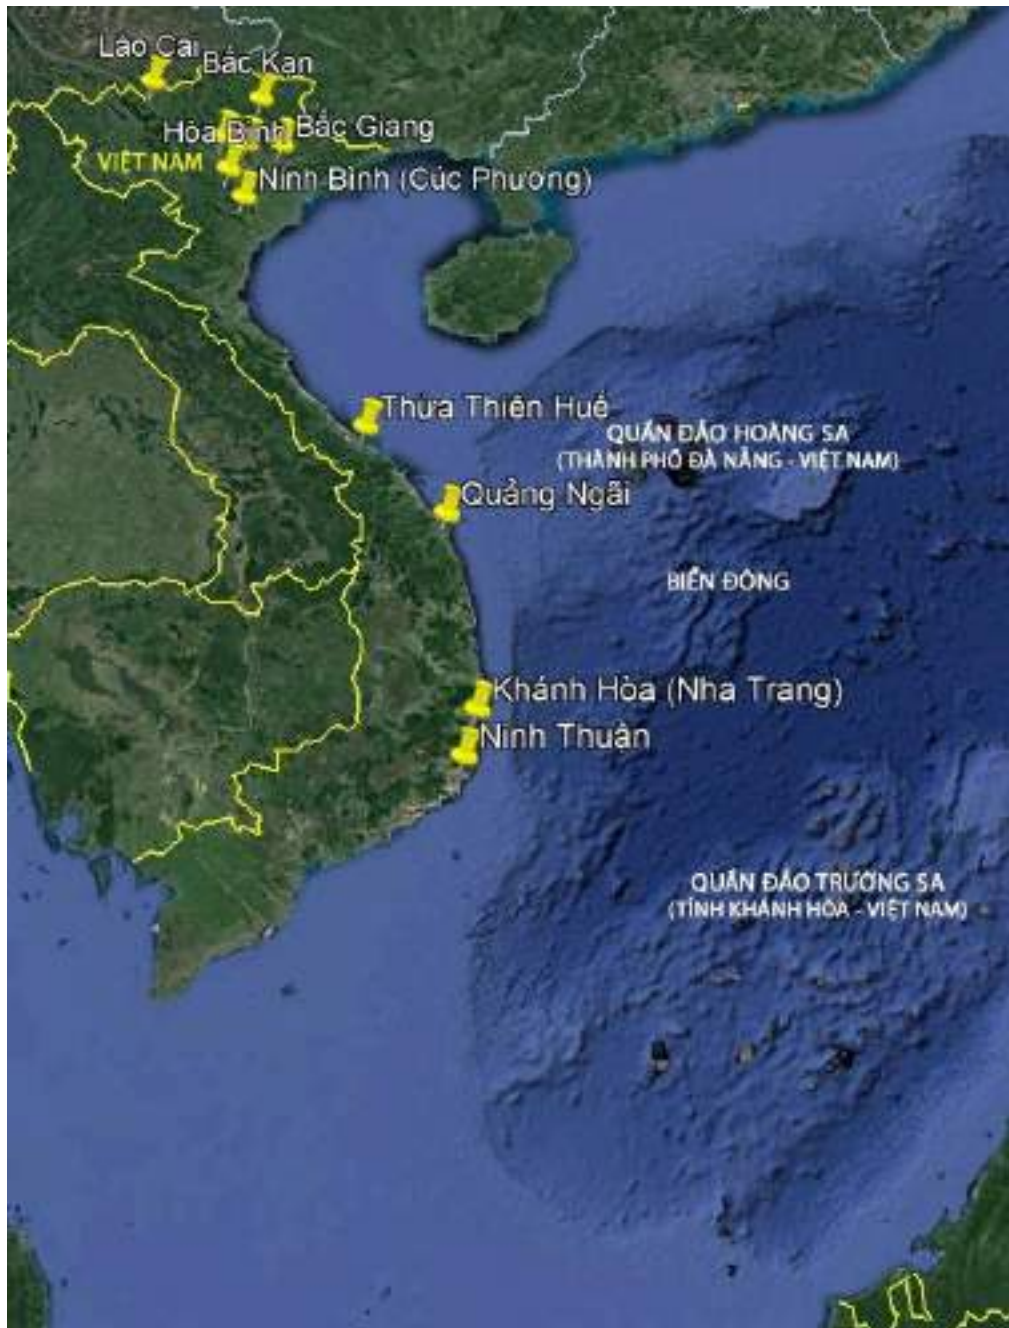 Lào Cai
Bắc Kạn
Hòa Bình
Bắc Giang
VIỆT NAM
Ninh Bình (Cúc Phương)
Thừa Thiên Huế
QUẦN ĐẢO HOÀNG SA
(THÀNH PHỐ ĐÀ NẴNG - VIỆT NAM)
Quảng Ngãi
BIỂN ĐÔNG
Khánh Hòa (Nha Trang)
Ninh Thuận
QUẦN ĐẢO TRƯỜNG SA
(TỈNH KHÁNH HÒA - VIỆT NAM)